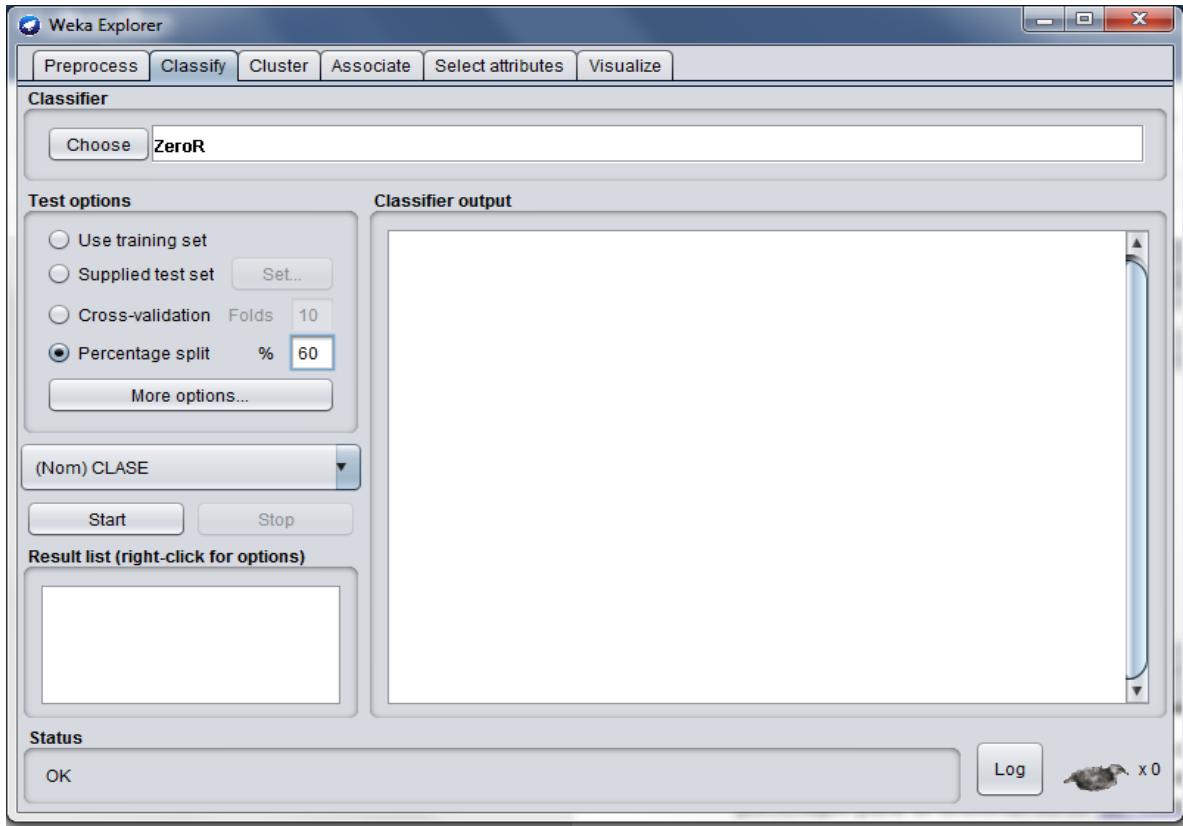 Weka Explorer
Preprocess Classify Cluster Associate Select attributes Visualize
Classifier
Choose ZeroR
Test options
Use training set
Supplied test set Set...
Cross-validation Folds 10
Percentage split % 60
More options...
(Nom) CLASE
Start Stop
Result list (right-click for options)
Classifier output
Status
OK
Log x 0